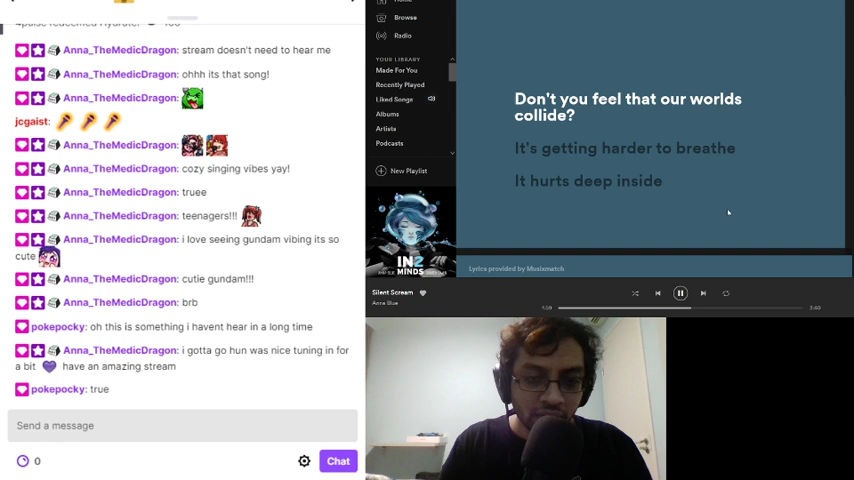 Anna_TheMedicDragon: stream doesn't need to hear me
Anna_TheMedicDragon: ohhh its that song!
Anna_TheMedicDragon:
jcgaist:
Anna_TheMedicDragon:
Anna_TheMedicDragon: cozy singing vibes yay!
Anna_TheMedicDragon: truee
Anna_TheMedicDragon: teenagers!!!
Anna_TheMedicDragon: i love seeing gundam vibing its so
cute
Anna_TheMedicDragon: cutie gundam!!!
Anna_TheMedicDragon: brb
pokepocky: oh this is something i havent hear in a long time
Anna_TheMedicDragon: i gotta go hun was nice tuning in for
a bit have an amazing stream
pokepocky: true
Send a message
0
Chat
Browse
Radio
YOUR LIBRARY
Made For You
Recently Played
Liked Songs
Albums
Artists
Podcasts
New Playlist
IN2
MINDS
Silent Scream
Anna Blue
Don't you feel that our worlds
collide?
It's getting harder to breathe
It hurts deep inside
Lyrics provided by Musixmatch